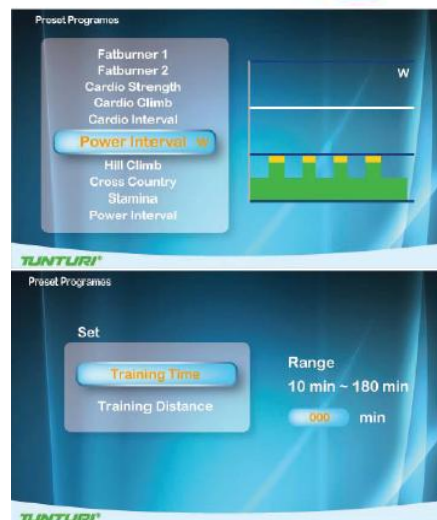 Preset Programes
Fatburner 1
Fatburner 2
Cardio Strength
Cardio Climb
Cardio Interval
Power Interval W
Hill Climb
Cross Country
Stamina
Power Interval
W
TUNTURI®
Preset Programes
Set
Training Time
Training Distance
Range
10 min ~ 180 min
000 min
TUNTURI®